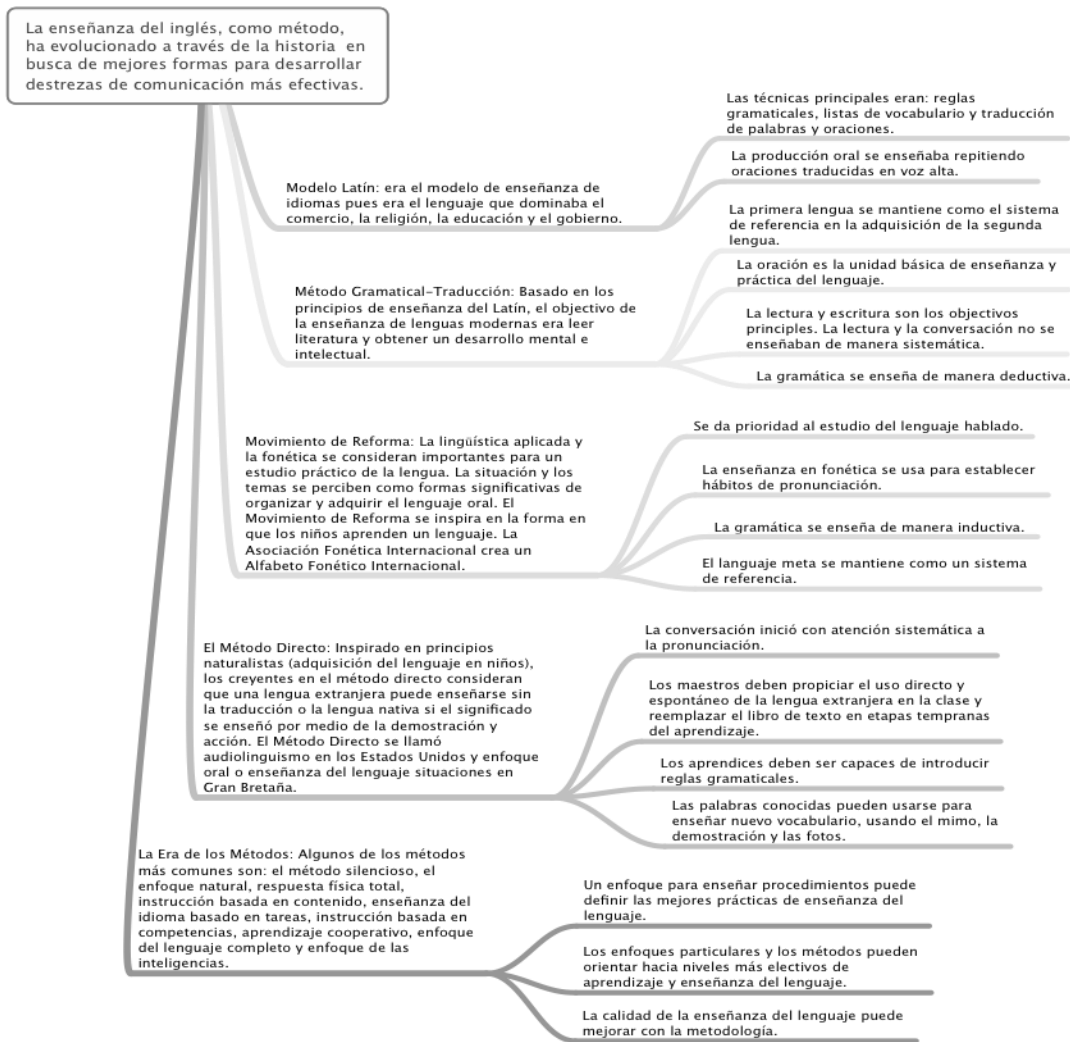 La enseñanza del inglés, como método,
ha evolucionado a través de la historia  en
busca de mejores formas para desarrollar
destrezas de comunicación más efectivas.
Modelo Latín: era el modelo de enseñanza de
idiomas pues era el lenguaje que dominaba el
comercio, la religión, la educación y el gobierno.
Las técnicas principales eran: reglas
gramaticales, listas de vocabulario y traducción
de palabras y oraciones.
La producción oral se enseñaba repitiendo
oraciones traducidas en voz alta.
Método Gramatical-Traducción: Basado en los
principios de enseñanza del Latín, el objectivo de
la enseñanza de lenguas modernas era leer
literatura y obtener un desarrollo mental e
intelectual.
La primera lengua se mantiene como el sistema
de referencia en la adquisición de la segunda
lengua.
La oración es la unidad básica de enseñanza y
práctica del lenguaje.
La lectura y escritura son los objectivos
principles. La lectura y la conversación no se
enseñaban de manera sistemática.
La gramática se enseña de manera deductiva.
Movimiento de Reforma: La lingüística aplicada y
la fonética se consideran importantes para un
estudio práctico de la lengua. La situación y los
temas se perciben como formas significativas de
organizar y adquirir el lenguaje oral. El
Movimiento de Reforma se inspira en la forma en
que los niños aprenden un lenguaje. La
Asociación Fonética Internacional crea un
Alfabeto Fonético Internacional.
Se da prioridad al estudio del lenguaje hablado.
La enseñanza en fonética se usa para establecer
hábitos de pronunciación.
La gramática se enseña de manera inductiva.
El languaje meta se mantiene como un sistema
de referencia.
El Método Directo: Inspirado en principios
naturalistas (adquisición del lenguaje en niños),
los creyentes en el método directo consideran
que una lengua extranjera puede enseñarse sin
la traducción o la lengua nativa si el significado
se enseñó por medio de la demostración y
acción. El Método Directo se llamó
audiolinguismo en los Estados Unidos y enfoque
oral o enseñanza del lenguaje situaciones en
Gran Bretaña.
La conversación inició con atención sistemática a
la pronunciación.
Los maestros deben propiciar el uso directo y
espontáneo de la lengua extranjera en la clase y
reemplazar el libro de texto en etapas tempranas
del aprendizaje.
Los aprendices deben ser capaces de introducir
reglas gramaticales.
Las palabras conocidas pueden usarse para
enseñar nuevo vocabulario, usando el mimo, la
demostración y las fotos.
La Era de los Métodos: Algunos de los métodos
más comunes son: el método silencioso, el
enfoque natural, respuesta física total,
instrucción basada en contenido, enseñanza del
idioma basado en tareas, instrucción basada en
competencias, aprendizaje cooperativo, enfoque
del lenguaje completo y enfoque de las
inteligencias.
Un enfoque para enseñar procedimientos puede
definir las mejores prácticas de enseñanza del
lenguaje.
Los enfoques particulares y los métodos pueden
orientar hacia niveles más electivos de
aprendizaje y enseñanza del lenguaje.
La calidad de la enseñanza del lenguaje puede
mejorar con la metodología.